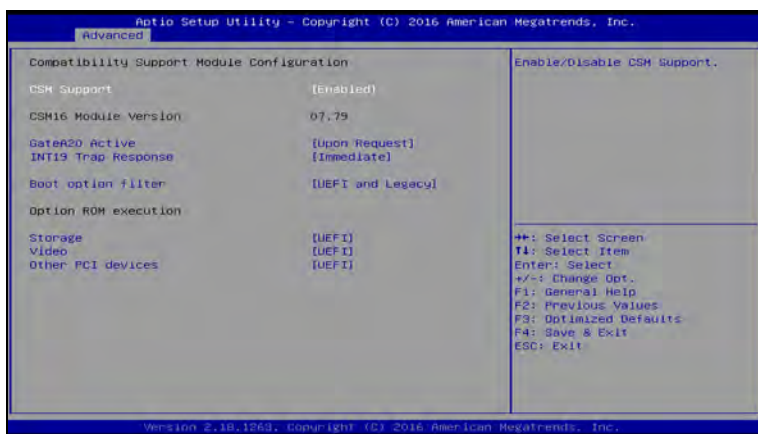 Aptio Setup Utility - Copyright (C) 2016 American Megatrends, Inc.
Advanced
Compatibility Support Module Configuration
CSM Support [Enabled]
CSM16 Module Version 07.79
GateA20 Active [Upon Request]
INT19 Trap Response [Immediate]
Boot option filter [UEFI and Legacy]
Option ROM execution
Storage [UEFI]
Video [UEFI]
Other PCI devices [UEFI]
Enable/Disable CSM Support.
→←: Select Screen
↑↓: Select Item
Enter: Select
+/-: Change Opt.
F1: General Help
F2: Previous Values
F3: Optimized Defaults
F4: Save & Exit
ESC: Exit
Version 2.18.1263. Copyright (C) 2016 American Megatrends, Inc.